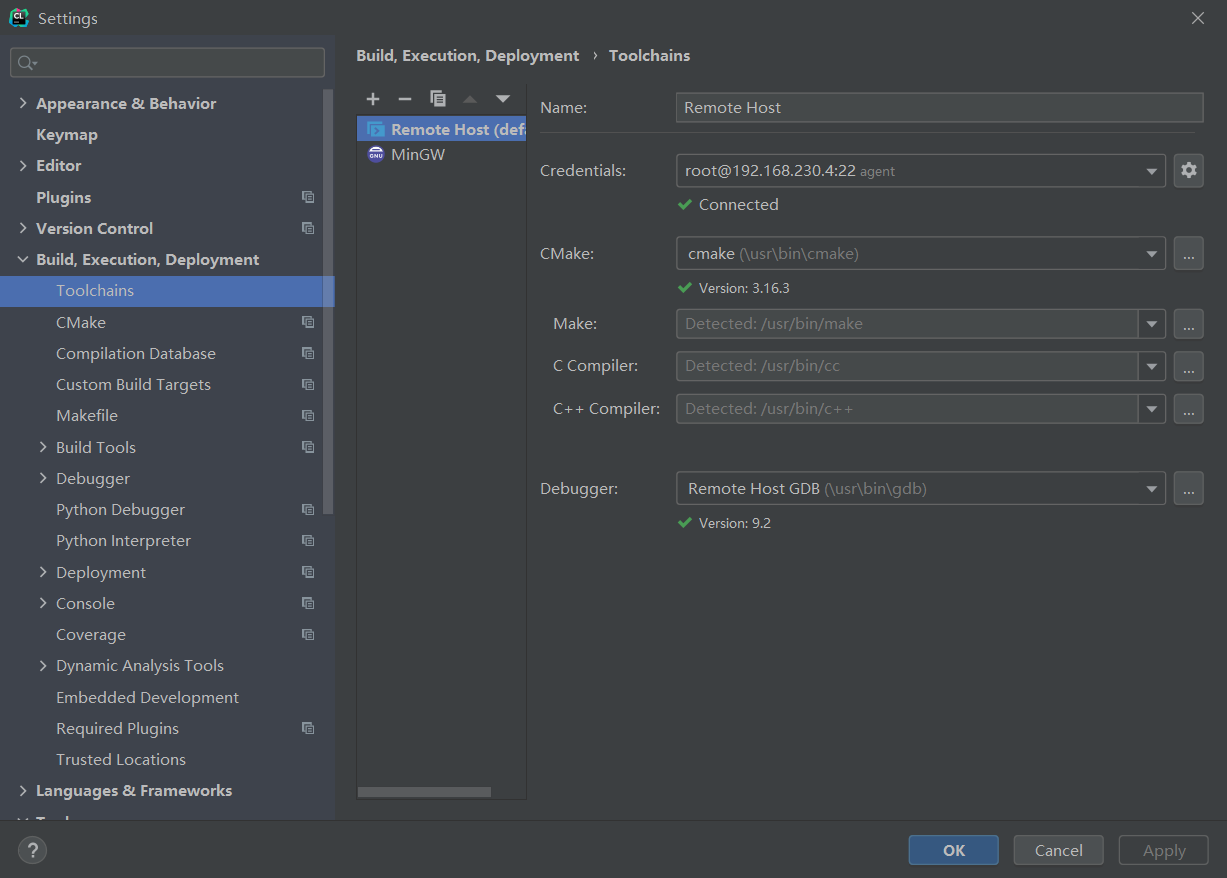 CL
Settings
Appearance & Behavior
Keymap
Editor
Plugins
Version Control
Build, Execution, Deployment
Toolchains
CMake
Compilation Database
Custom Build Targets
Makefile
Build Tools
Debugger
Python Debugger
Python Interpreter
Deployment
Console
Coverage
Dynamic Analysis Tools
Embedded Development
Required Plugins
Trusted Locations
Languages & Frameworks
Build, Execution, Deployment › Toolchains
Remote Host (def
GNU MinGW
Name: Remote Host
Credentials: root@192.168.230.4:22 agent
Connected
CMake: cmake (\usr\bin\cmake) ...
Version: 3.16.3
Make: Detected: /usr/bin/make ...
C Compiler: Detected: /usr/bin/cc ...
C++ Compiler: Detected: /usr/bin/c++ ...
Debugger: Remote Host GDB (\usr\bin\gdb) ...
Version: 9.2
?
OK Cancel Apply